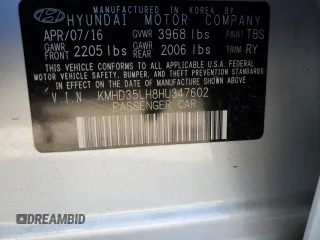 MANUFACTURED IN KOREA BY
HYUNDAI MOTOR COMPANY
APR/07/16 GVWR 3968 lbs PAINT T8S
GAWR FRONT 2205 lbs GAWR REAR 2006 lbs TRIM RY
THIS VEHICLE CONFORMS TO ALL APPLICABLE U.S. FEDERAL
MOTOR VEHICLE SAFETY, BUMPER, AND THEFT PREVENTION
STANDARDS IN EFFECT ON THE DATE OF MANUFACTURE SHOWN ABOVE.
V.I.N. KMHD35LH8HU347602
PASSENGER CAR
DREAMBID